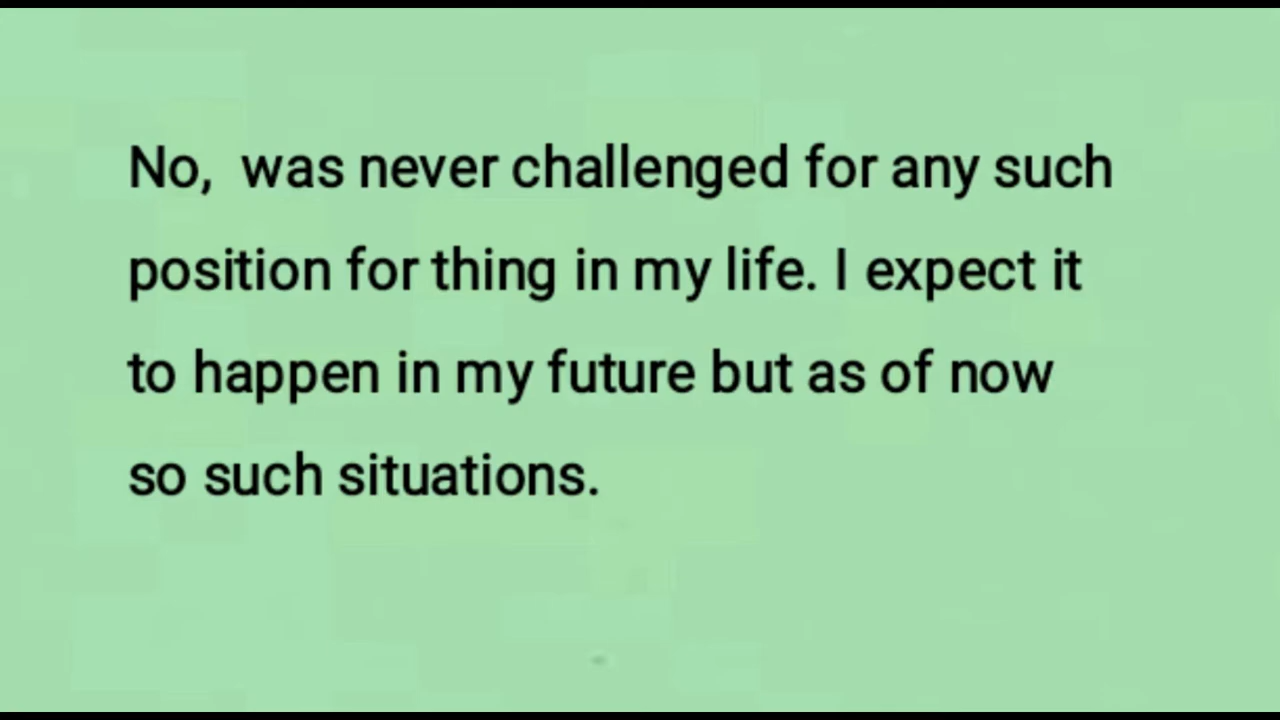 No,  was never challenged for any such
position for thing in my life. I expect it
to happen in my future but as of now
so such situations.